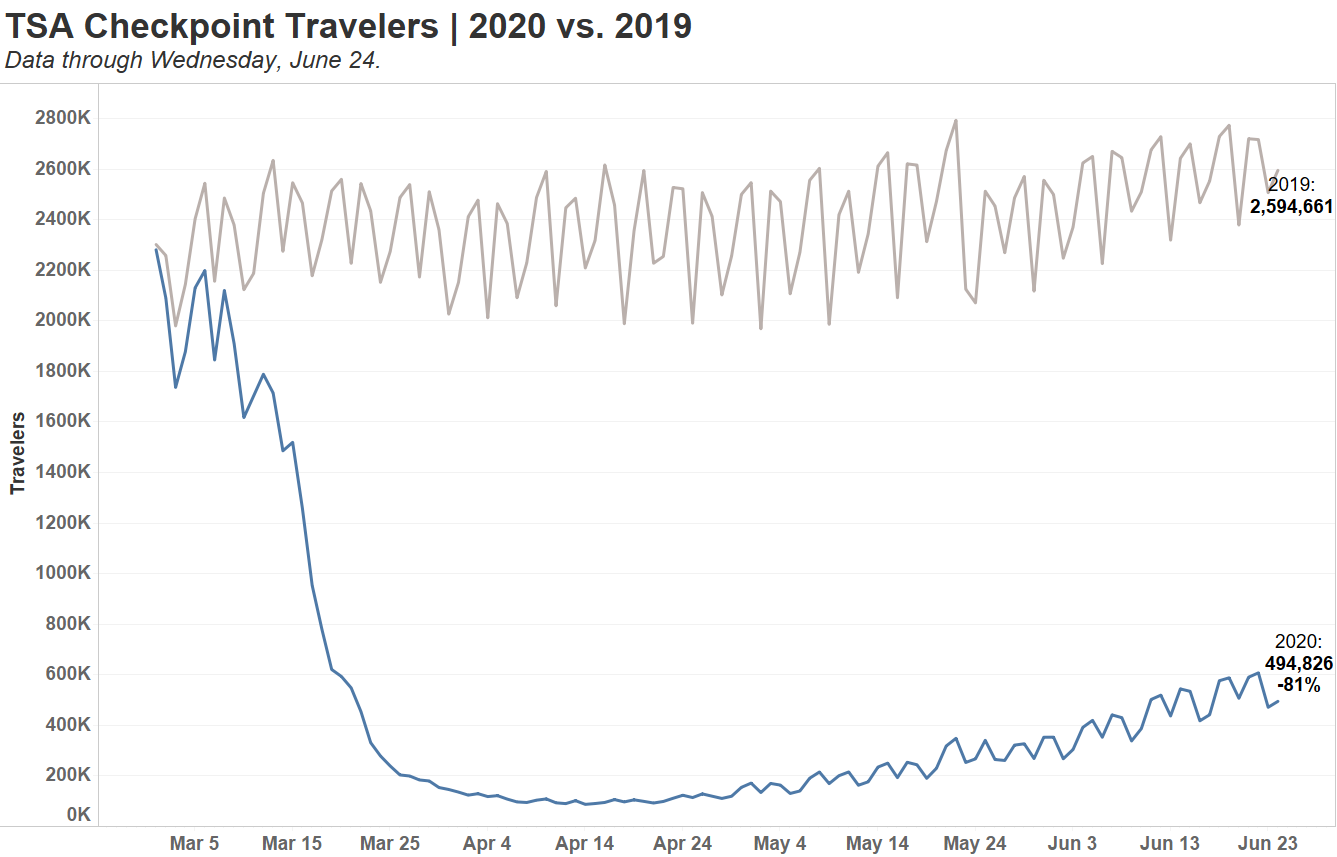 TSA Checkpoint Travelers | 2020 vs. 2019
Data through Wednesday, June 24.
2800K
2600K
2400K
2200K
2000K
1800K
1600K
1400K
1200K
1000K
800K
600K
400K
200K
0K
Travelers
2019:
2,594,661
2020:
494,826
-81%
Mar 5
Mar 15
Mar 25
Apr 4
Apr 14
Apr 24
May 4
May 14
May 24
Jun 3
Jun 13
Jun 23